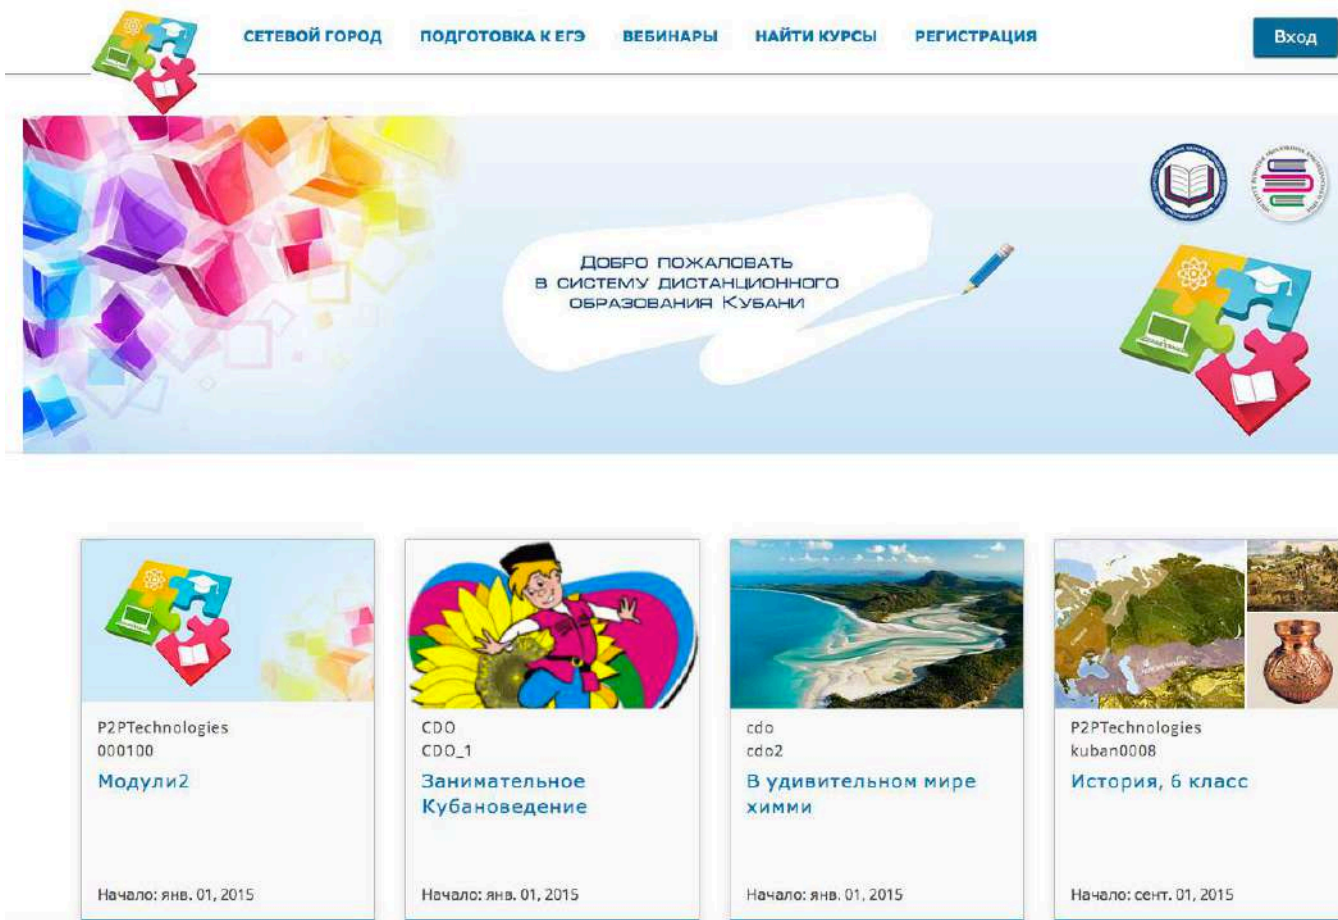 СЕТЕВОЙ ГОРОД
ПОДГОТОВКА К ЕГЭ
ВЕБИНАРЫ
НАЙТИ КУРСЫ
РЕГИСТРАЦИЯ
Вход
Добро пожаловать
в систему дистанционного
образования Кубани
P2PTechnologies
000100
Модули2
Начало: янв. 01, 2015
CDO
CDO_1
Занимательное
Кубановедение
Начало: янв. 01, 2015
cdo
cdo2
В удивительном мире
химми
Начало: янв. 01, 2015
P2PTechnologies
kuban0008
История, 6 класс
Начало: сент. 01, 2015